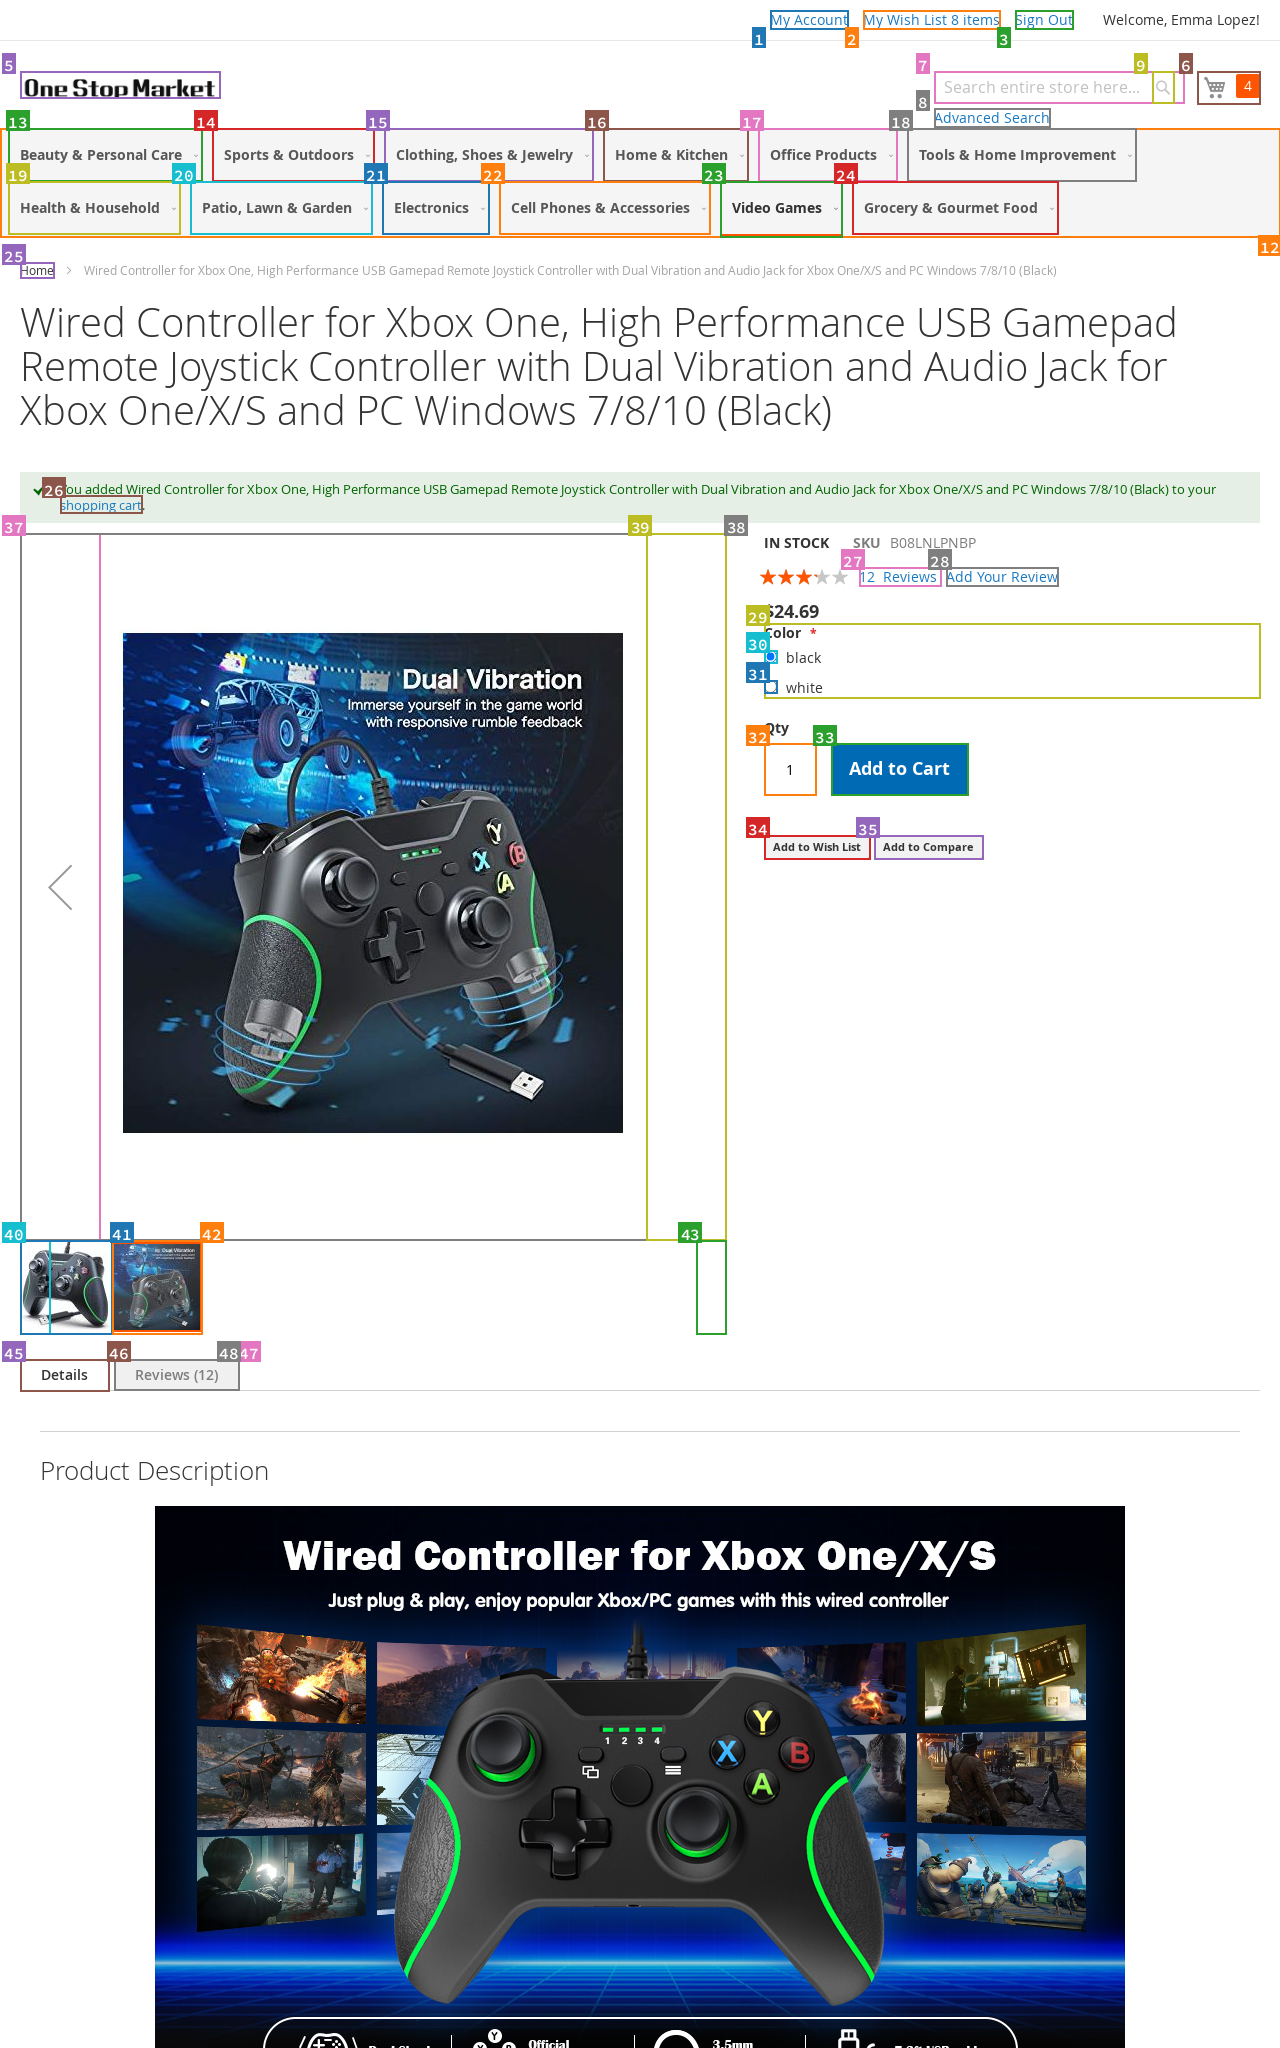 My Account My Wish List 8 items Sign Out Welcome, Emma Lopez!
1 2 3
5 7 9 6
One Stop Market Search entire store here... 4
8
Advanced Search
13 14 15 16 17 18
Beauty & Personal Care Sports & Outdoors Clothing, Shoes & Jewelry Home & Kitchen Office Products Tools & Home Improvement
19 20 21 22 23 24
Health & Household Patio, Lawn & Garden Electronics Cell Phones & Accessories Video Games Grocery & Gourmet Food
25 12
Home Wired Controller for Xbox One, High Performance USB Gamepad Remote Joystick Controller with Dual Vibration and Audio Jack for Xbox One/X/S and PC Windows 7/8/10 (Black)
Wired Controller for Xbox One, High Performance USB Gamepad
Remote Joystick Controller with Dual Vibration and Audio Jack for
Xbox One/X/S and PC Windows 7/8/10 (Black)
26
You added Wired Controller for Xbox One, High Performance USB Gamepad Remote Joystick Controller with Dual Vibration and Audio Jack for Xbox One/X/S and PC Windows 7/8/10 (Black) to your
shopping cart.
37 39 38
IN STOCK SKU B08LNLPNBP
27 28
12 Reviews Add Your Review
29
$24.69
Color *
30
black
31
white
Qty
32 33
1 Add to Cart
34 35
Add to Wish List Add to Compare
Dual Vibration
Immerse yourself in the game world
with responsive rumble feedback
Y
X B
A
40 41 42 43
Dual Vibration
45 46 48 47
Details Reviews (12)
Product Description
Wired Controller for Xbox One/X/S
Just plug & play, enjoy popular Xbox/PC games with this wired controller
1 2 3 4
Y
X B
A
Official
3.5mm